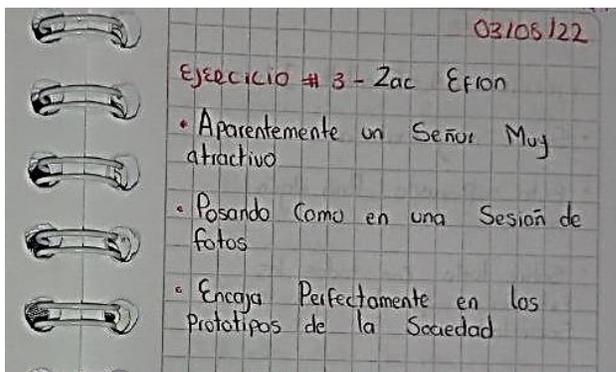 03/08/22
Ejercicio # 3 - Zac Efron
• Aparentemente un Señor Muy
atractivo
• Posando Como en una Sesión de
fotos
• Encaja Perfectamente en los
Prototipos de la Sociedad